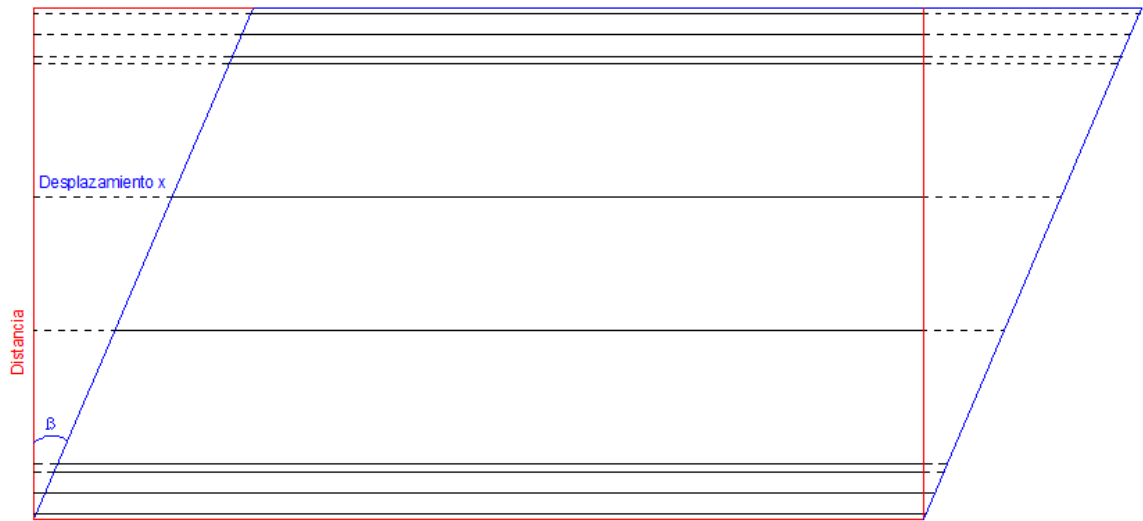 Desplazamiento x
Distancia
β